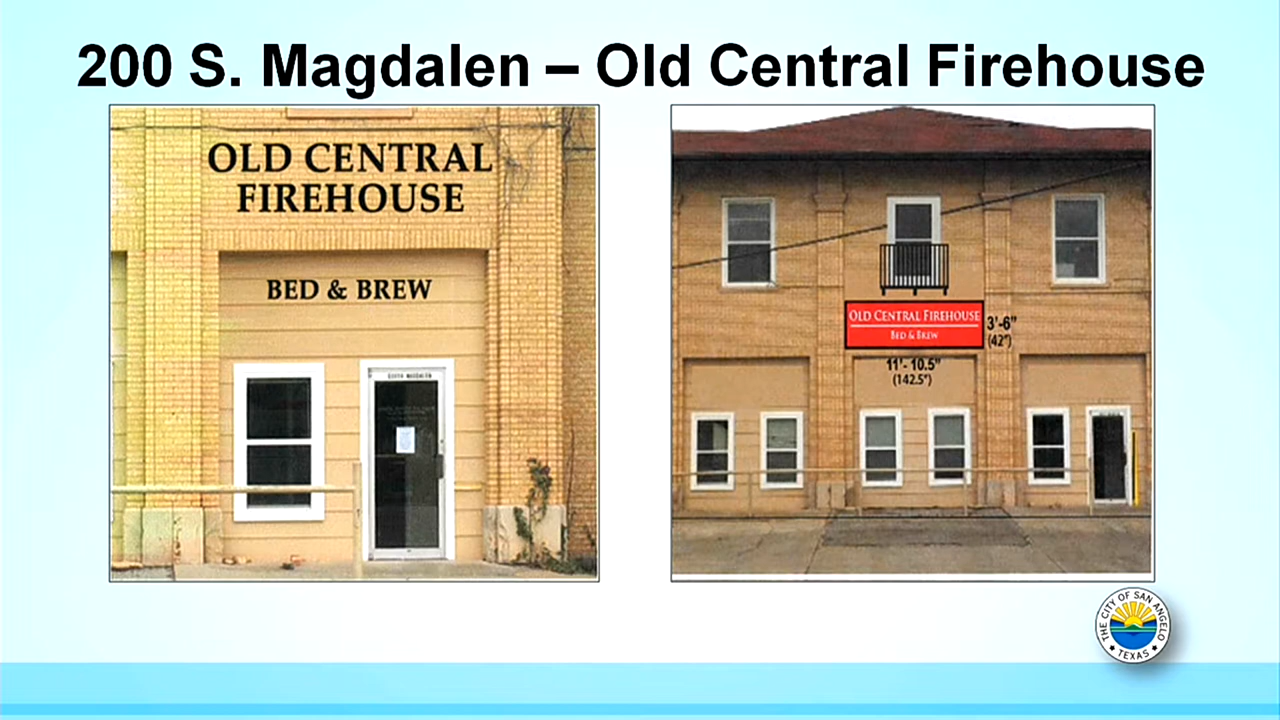 200 S. Magdalen – Old Central Firehouse
OLD CENTRAL
FIREHOUSE
BED & BREW
MAGDALEN
OLD CENTRAL FIREHOUSE
BED & BREW
3'-6"
(42")
11'- 10.5"
(142.5")
THE CITY OF SAN ANGELO
TEXAS